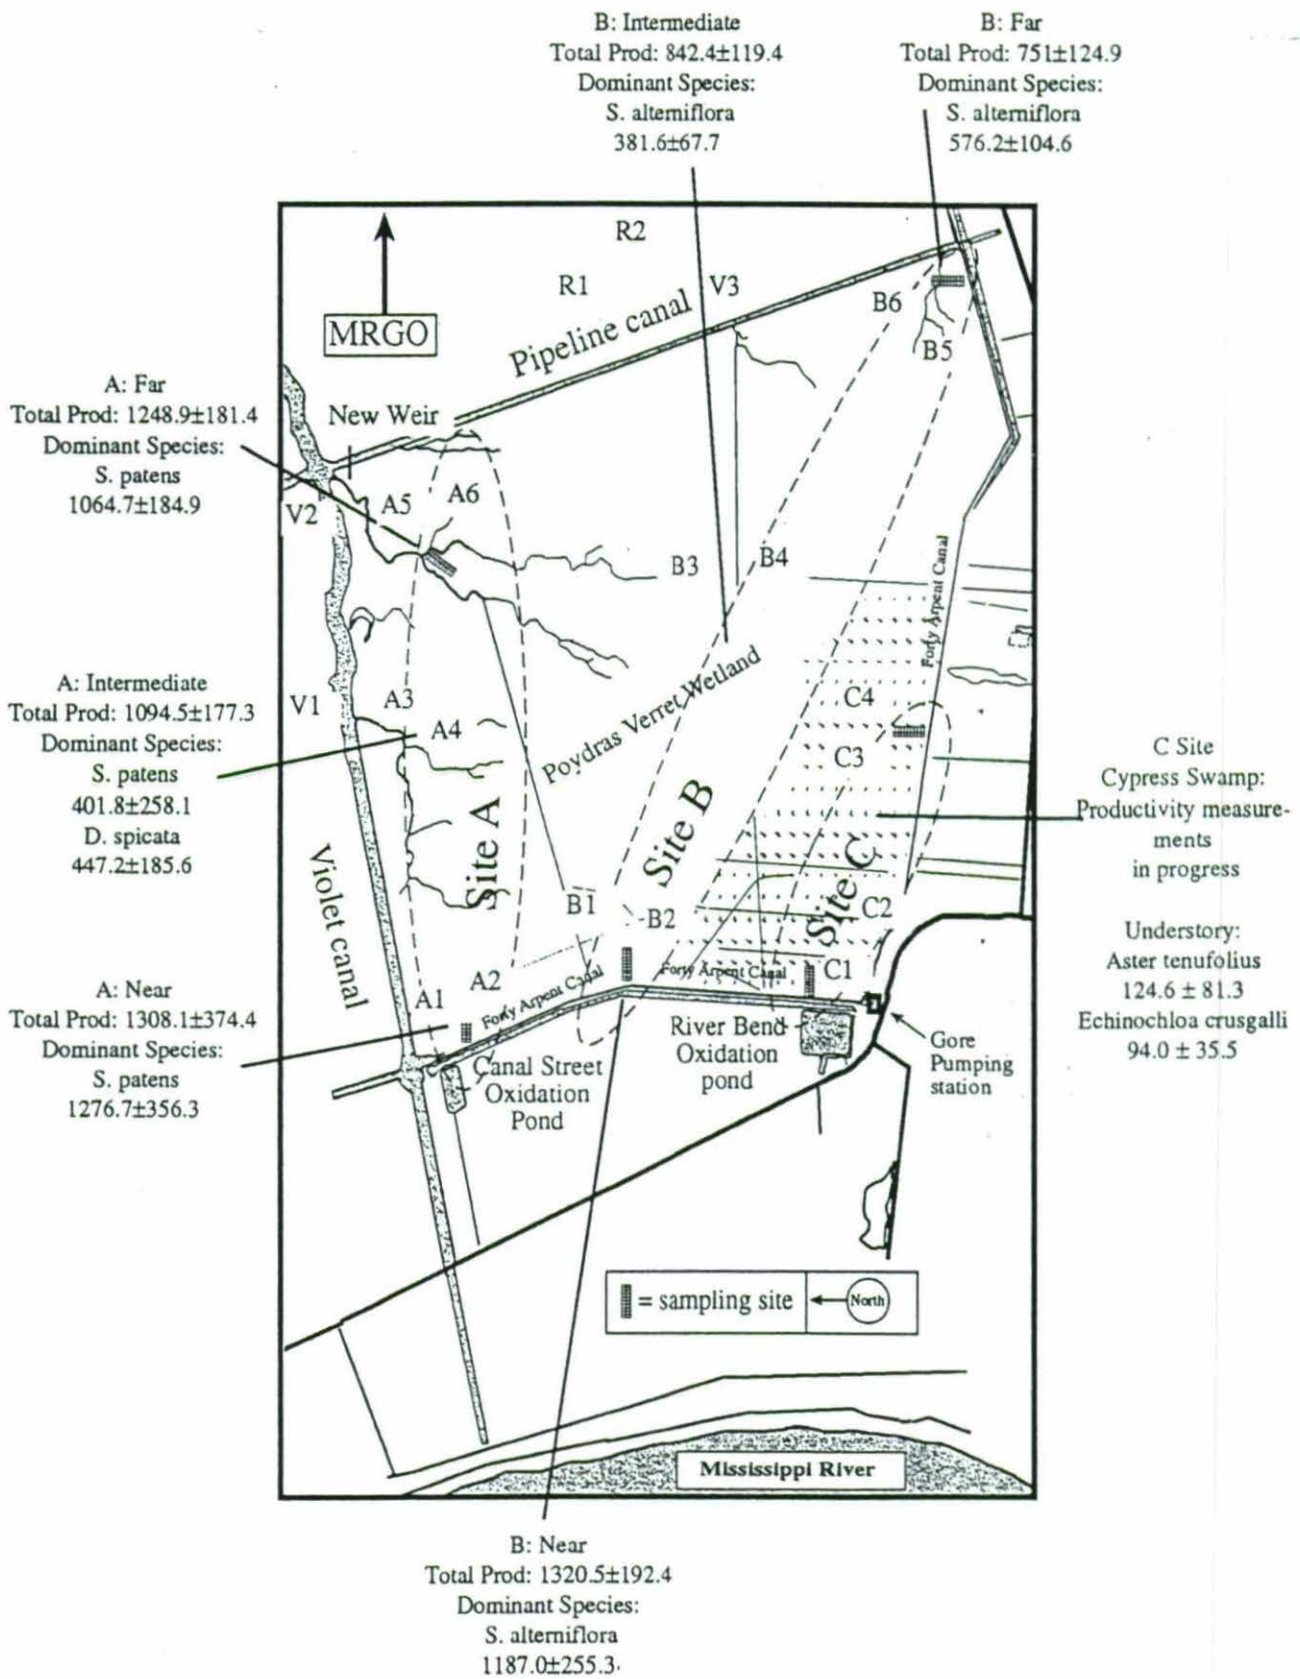 B: Intermediate
Total Prod: 842.4±119.4
Dominant Species:
S. alterniflora
381.6±67.7
B: Far
Total Prod: 751±124.9
Dominant Species:
S. alterniflora
576.2±104.6
R2
R1
V3
B6
B5
MRGO
Pipeline canal
A: Far
Total Prod: 1248.9±181.4
Dominant Species:
S. patens
1064.7±184.9
New Weir
V2
A5
A6
B3
B4
Forty Arpent Canal
A: Intermediate
Total Prod: 1094.5±177.3
Dominant Species:
S. patens
401.8±258.1
D. spicata
447.2±185.6
V1
A3
A4
Poydras Verret Wetland
C4
C3
Site A
Site B
Site C
Violet canal
C Site
Cypress Swamp:
Productivity measure-
ments
in progress
Understory:
Aster tenufolius
124.6 ± 81.3
Echinochloa crusgalli
94.0 ± 35.5
B1
B2
C2
C1
A1
A2
Forty Arpent Canal
Forty Arpent Canal
A: Near
Total Prod: 1308.1±374.4
Dominant Species:
S. patens
1276.7±356.3
Canal Street
Oxidation
Pond
River Bend
Oxidation
pond
Gore
Pumping
station
= sampling site
North
Mississippi River
B: Near
Total Prod: 1320.5±192.4
Dominant Species:
S. alterniflora
1187.0±255.3